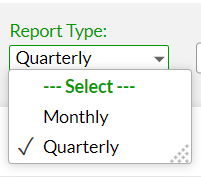 Report Type:
Quarterly
--- Select ---
Monthly
✓ Quarterly